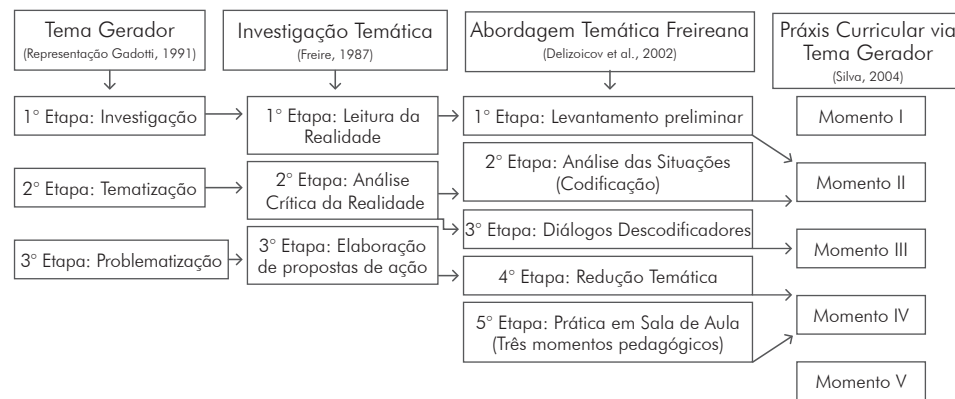 Tema Gerador
(Representação Gadotti, 1991)
Investigação Temática
(Freire, 1987)
Abordagem Temática Freireana
(Delizoicov et al., 2002)
Práxis Curricular via
Tema Gerador
(Silva, 2004)
1° Etapa: Investigação
1° Etapa: Leitura da
Realidade
1° Etapa: Levantamento preliminar
Momento I
2° Etapa: Tematização
2° Etapa: Análise
Crítica da Realidade
2° Etapa: Análise das Situações
(Codificação)
Momento II
3° Etapa: Diálogos Descodificadores
Momento III
3° Etapa: Problematização
3° Etapa: Elaboração
de propostas de ação
4° Etapa: Redução Temática
Momento IV
5° Etapa: Prática em Sala de Aula
(Três momentos pedagógicos)
Momento V